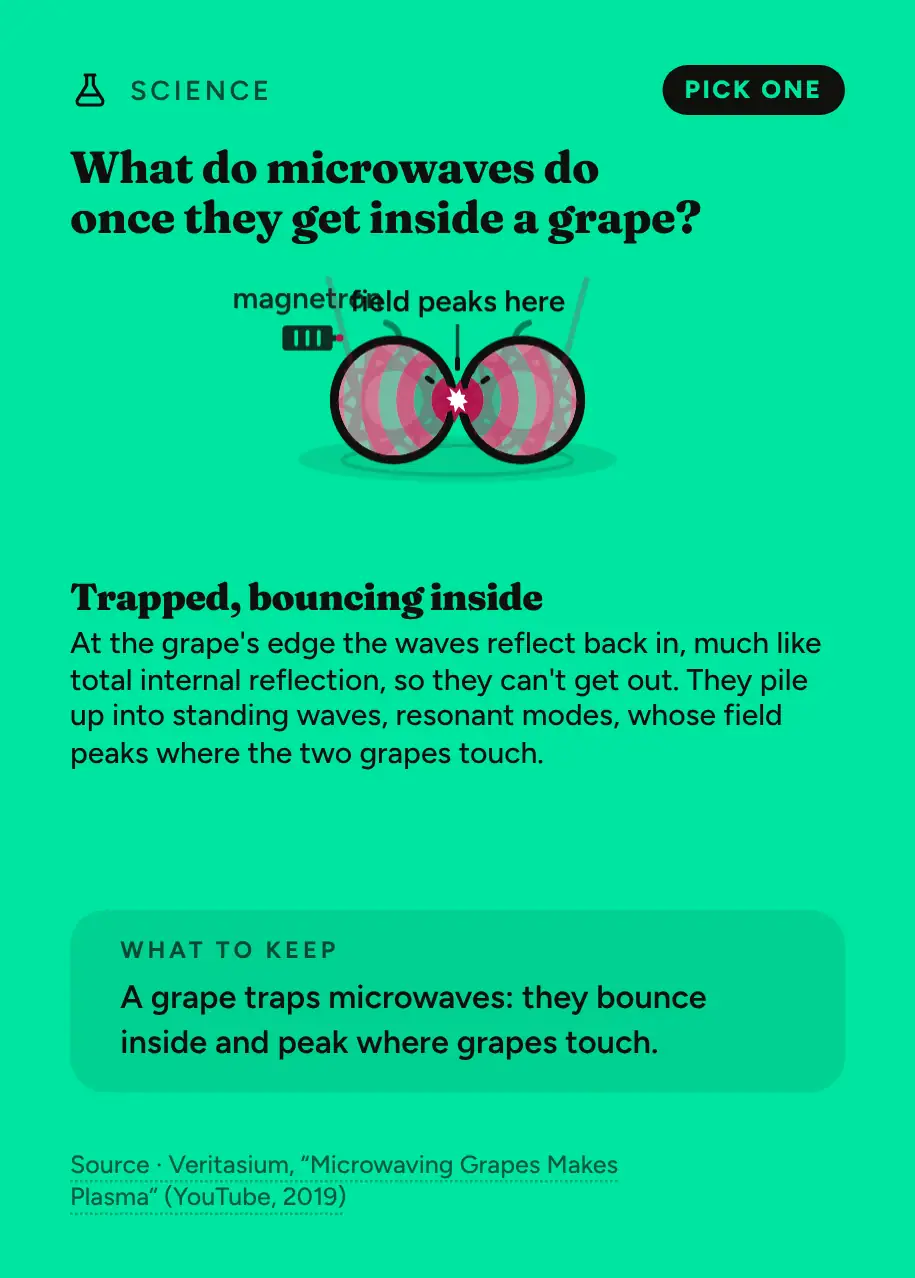 SCIENCE
PICK ONE
What do microwaves do
once they get inside a grape?
magnetron
field peaks here
Trapped, bouncing inside
At the grape's edge the waves reflect back in, much like
total internal reflection, so they can't get out. They pile
up into standing waves, resonant modes, whose field
peaks where the two grapes touch.
WHAT TO KEEP
A grape traps microwaves: they bounce
inside and peak where grapes touch.
Source · Veritasium, “Microwaving Grapes Makes
Plasma” (YouTube, 2019)